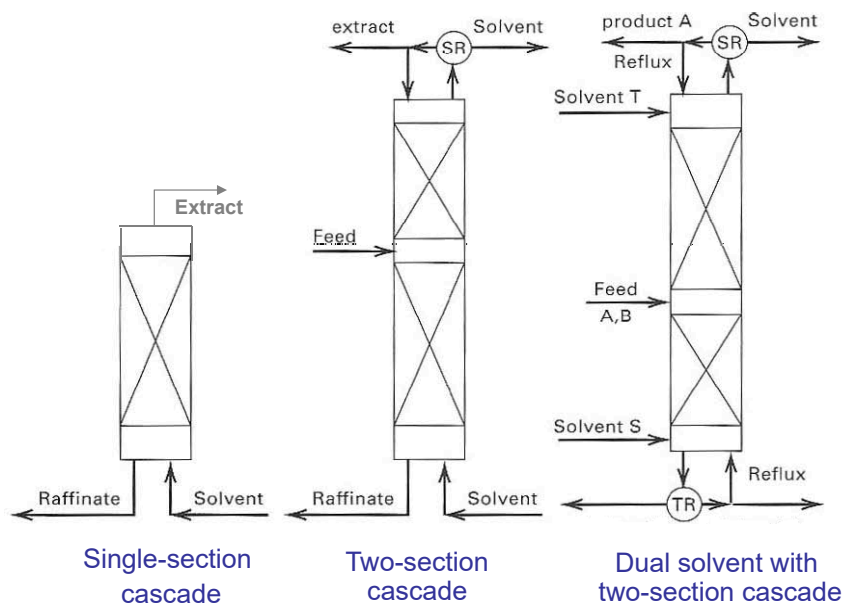 Extract
Raffinate
Solvent
Single-section
cascade
extract
SR
Solvent
Feed
Raffinate
Solvent
Two-section
cascade
product A
SR
Solvent
Reflux
Solvent T
Feed
A,B
Solvent S
Reflux
TR
Dual solvent with
two-section cascade